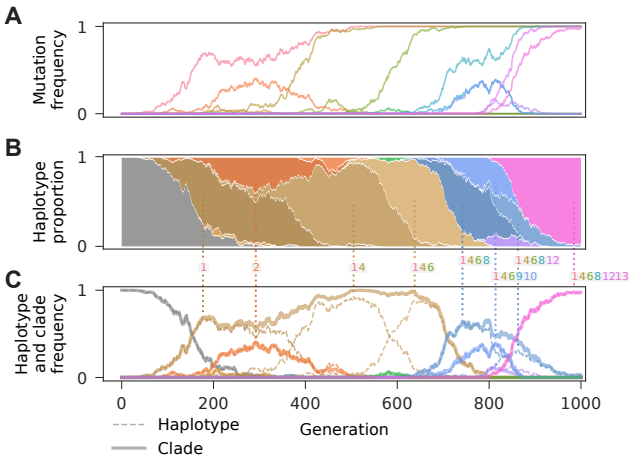 A
1
0
Mutation
frequency
B
1
0
Haplotype
proportion
1
2
14
146
1468
146910
146812
14681213
C
1
0
Haplotype
and clade
frequency
0 200 400 600 800 1000
Generation
Haplotype
Clade